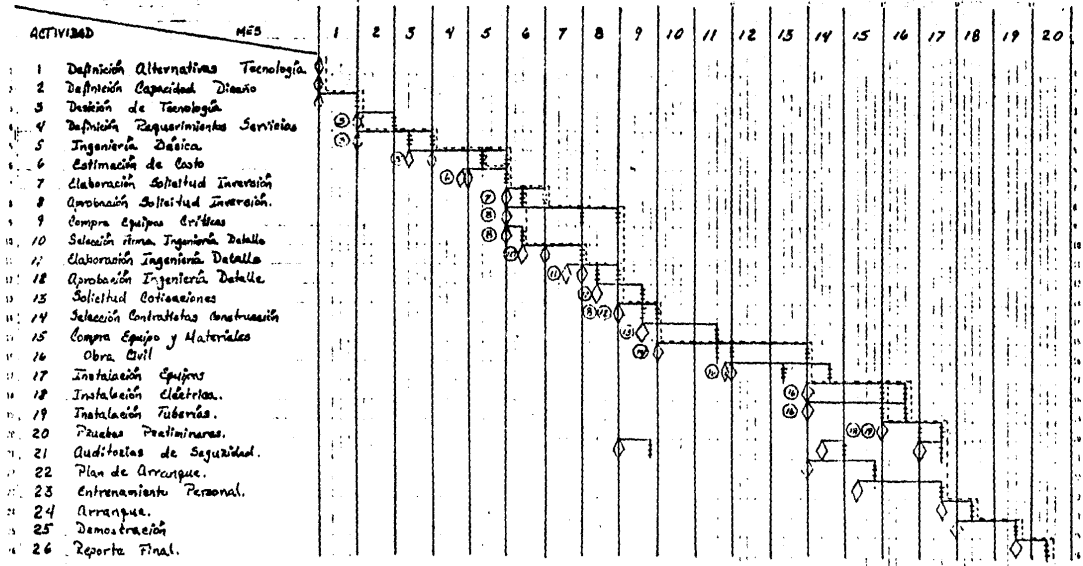 ACTIVIDAD MES 1 2 3 4 5 6 7 8 9 10 11 12 13 14 15 16 17 18 19 20
1 Definición Alternativas Tecnología
2 Definición Capacidad Diseño
3 Desición de Tecnología
4 Definición Requerimientos Servicios
5 Ingeniería Básica
6 Estimación de Costo
7 Elaboración Solicitud Inversión
8 Aprobación Solicitud Inversión.
9 Compra Equipos Críticos
10 Selección Firma Ingeniería Detalle
11 Elaboración Ingeniería Detalle
12 Aprobación Ingeniería Detalle
13 Solicitud Cotizaciones
14 Selección Contratistas Construcción
15 Compra Equipo y Materiales
16 Obra Civil
17 Instalación Equipos
18 Instalación Eléctrica.
19 Instalación Tuberías.
20 Pruebas Preliminares.
21 Auditorias de Seguridad.
22 Plan de Arranque.
23 Entrenamiento Personal.
24 Arranque.
25 Demostración
26 Reporte Final.